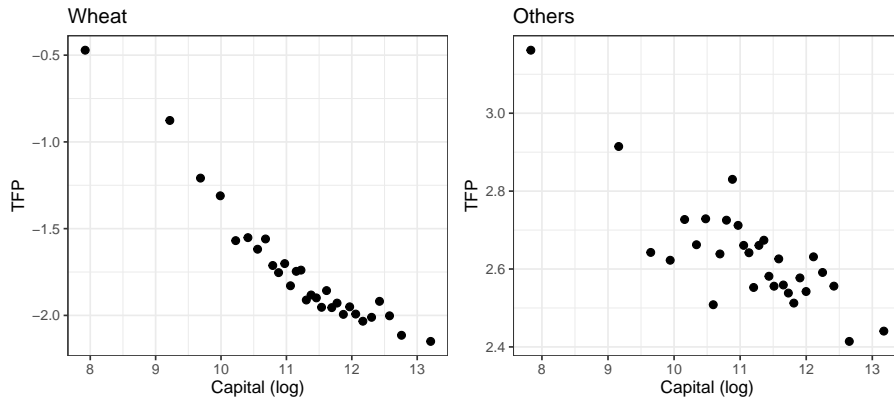 Wheat
−0.5
−1.0
−1.5
−2.0
TFP
8 9 10 11 12 13
Capital (log)
Others
3.0
2.8
2.6
2.4
TFP
8 9 10 11 12 13
Capital (log)